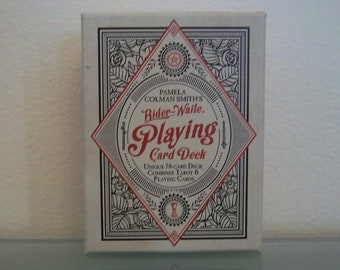 PAMELA
COLMAN SMITH'S
Rider-Waite
Playing
Card Deck
UNIQUE 78-CARD DECK
COMBINES TAROT &
PLAYING CARDS